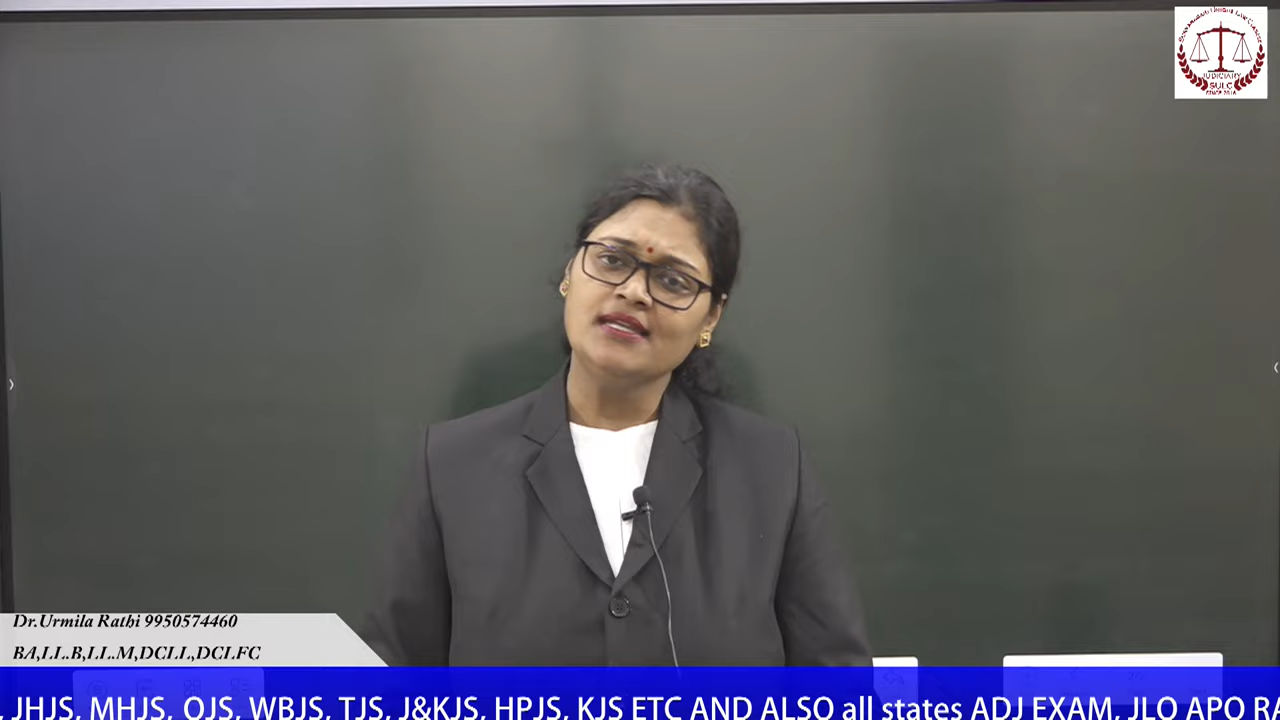 JUDICIARY
SULC
Dr.Urmila Rathi 9950574460
BA,LL.B,LL.M,DCLL,DCLFC
, JHJS, MHJS, OJS, WBJS, TJS, J&KJS, HPJS, KJS ETC AND ALSO all states ADJ EXAM, JLO APO RA